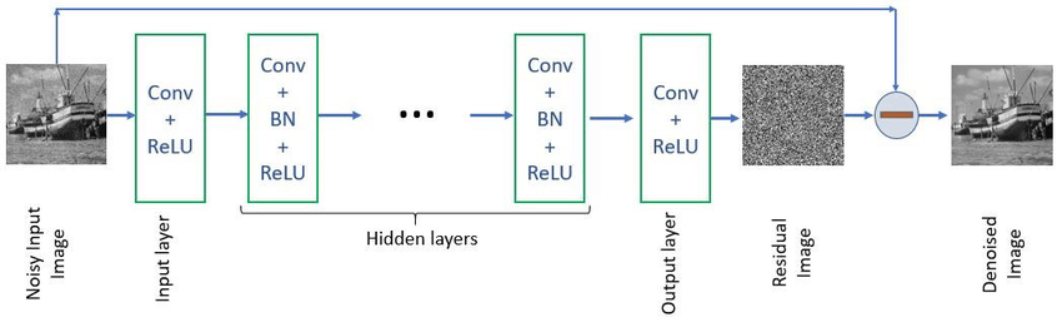 Conv
+
ReLU
Conv
+
BN
+
ReLU
...
Conv
+
BN
+
ReLU
Conv
+
ReLU
Noisy Input
Image
Input layer
Hidden layers
Output layer
Residual
Image
Denoised
Image